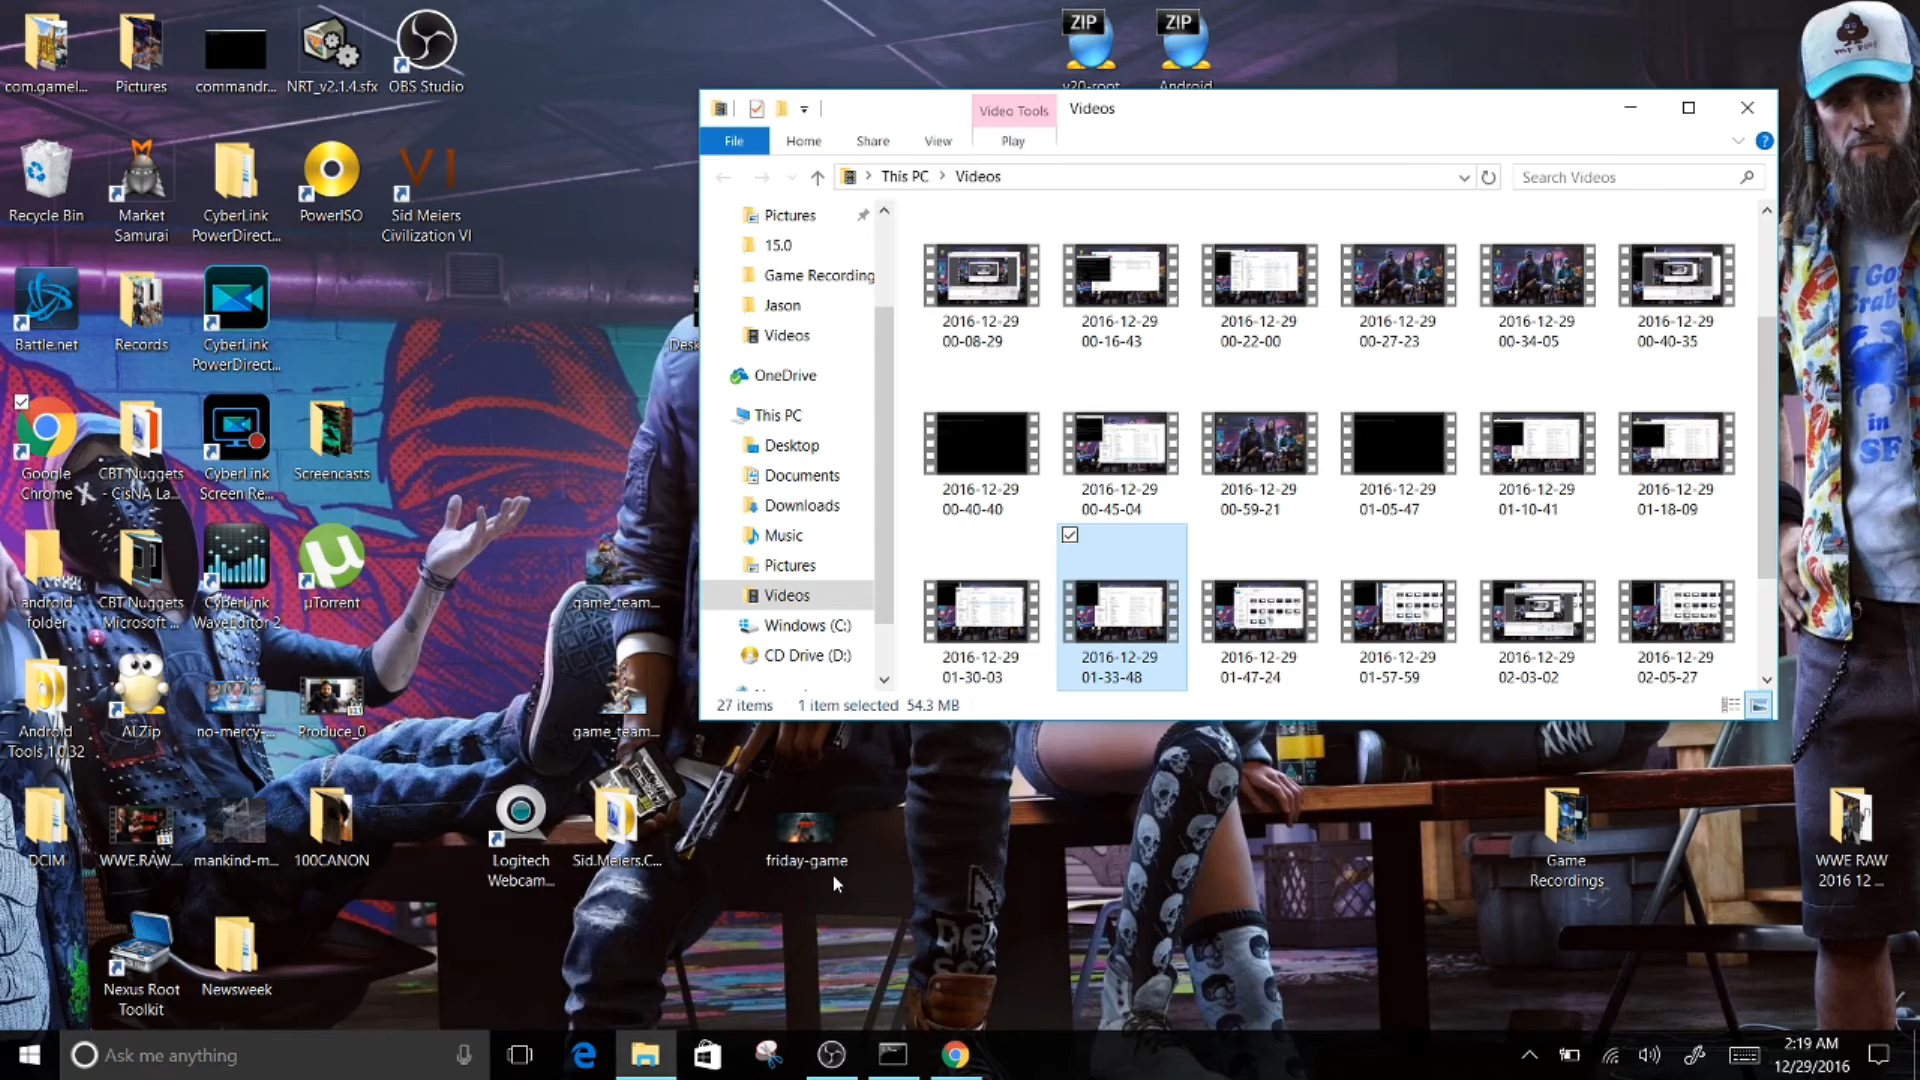 com.gamel...
Pictures
commandr...
NRT_v2.1.4.sfx
OBS Studio
ZIP
v20-root
ZIP
Android
Recycle Bin
Market
Samurai
CyberLink
PowerDirect...
PowerISO
VI
Sid Meiers
Civilization VI
Battle.net
Records
CyberLink
PowerDirect...
Google
Chrome
CBT Nuggets
- CisNA La...
CyberLink
Screen Re...
Screencasts
android
folder
CBT Nuggets
Microsoft ...
CyberLink
WaveEditor 2
µTorrent
game_team...
Android
Tools.1.0.32
ALZip
no-mercy-...
Produce_0
game_team...
DCIM
WWE.RAW....
mankind-m...
100CANON
Logitech
Webcam...
Sid.Meiers.C...
friday-game
Game
Recordings
WWE RAW
2016 12 ...
Nexus Root
Toolkit
Newsweek
Desk
Video Tools
Videos
File
Home
Share
View
Play
This PC
Videos
Search Videos
Pictures
15.0
Game Recording
Jason
Videos
OneDrive
This PC
Desktop
Documents
Downloads
Music
Pictures
Videos
Windows (C:)
CD Drive (D:)
2016-12-29
00-08-29
2016-12-29
00-16-43
2016-12-29
00-22-00
2016-12-29
00-27-23
2016-12-29
00-34-05
2016-12-29
00-40-35
2016-12-29
00-40-40
2016-12-29
00-45-04
2016-12-29
00-59-21
2016-12-29
01-05-47
2016-12-29
01-10-41
2016-12-29
01-18-09
2016-12-29
01-30-03
2016-12-29
01-33-48
2016-12-29
01-47-24
2016-12-29
01-57-59
2016-12-29
02-03-02
2016-12-29
02-05-27
27 items
1 item selected 54.3 MB
I Got
Crabs
in
SF
Ask me anything
2:19 AM
12/29/2016